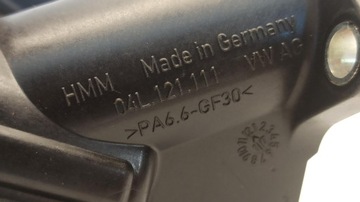 HMM Made in Germany
04L.121.111 VW AG
>PA6.6-GF30<